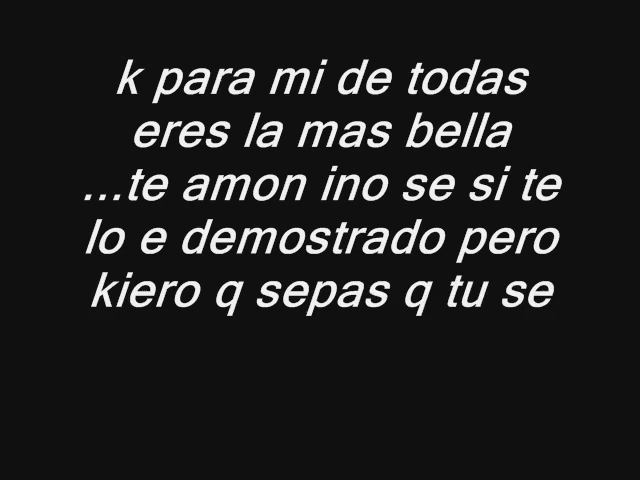 k para mi de todas
eres la mas bella
...te amon ino se si te
lo e demostrado pero
kiero q sepas q tu se